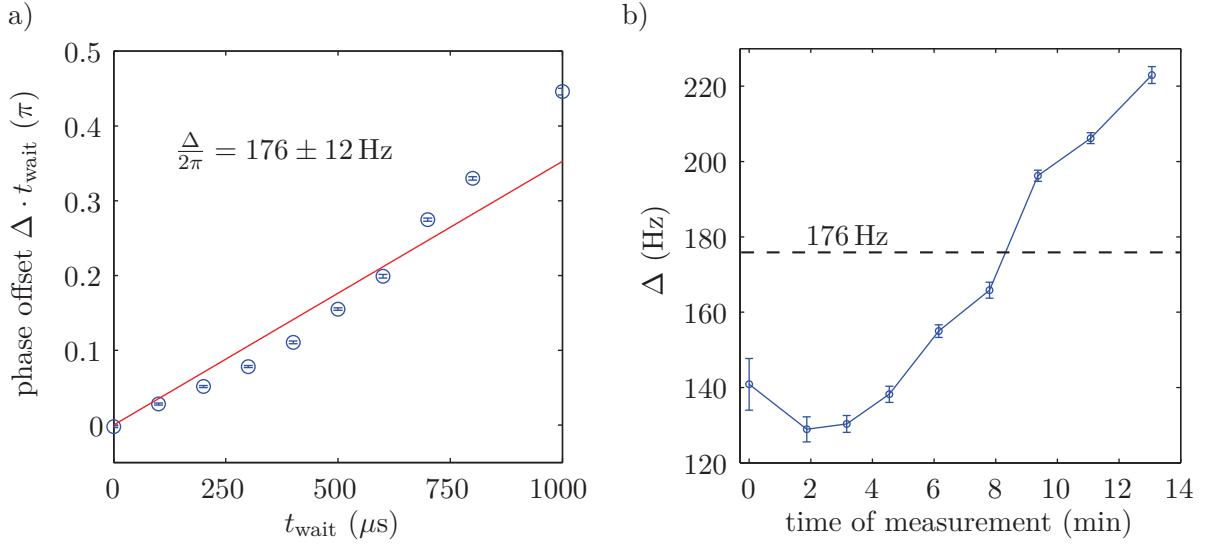 a)
0.5
0.4
0.3
0.2
0.1
0
phase offset Δ · t_wait (π)
Δ/2π = 176 ± 12 Hz
0 250 500 750 1000
t_wait (μs)
b)
220
200
180
160
140
120
Δ (Hz)
176 Hz
0 2 4 6 8 10 12 14
time of measurement (min)